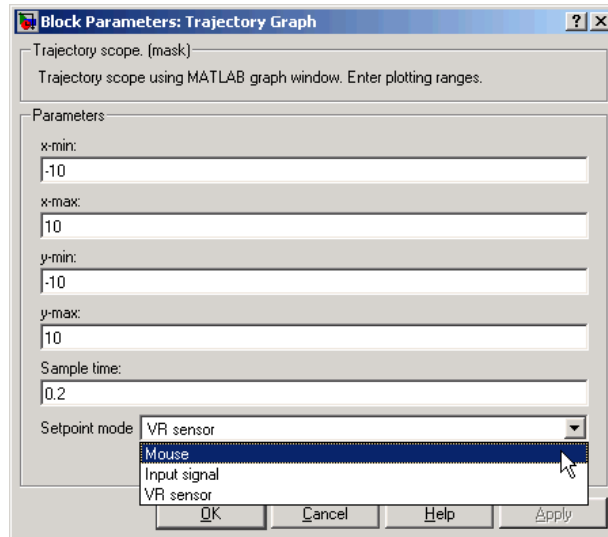 Block Parameters: Trajectory Graph
Trajectory scope. (mask)
Trajectory scope using MATLAB graph window. Enter plotting ranges.
Parameters
x-min:
-10
x-max:
10
y-min:
-10
y-max:
10
Sample time:
0.2
Setpoint mode VR sensor
Mouse
Input signal
VR sensor
OK Cancel Help Apply